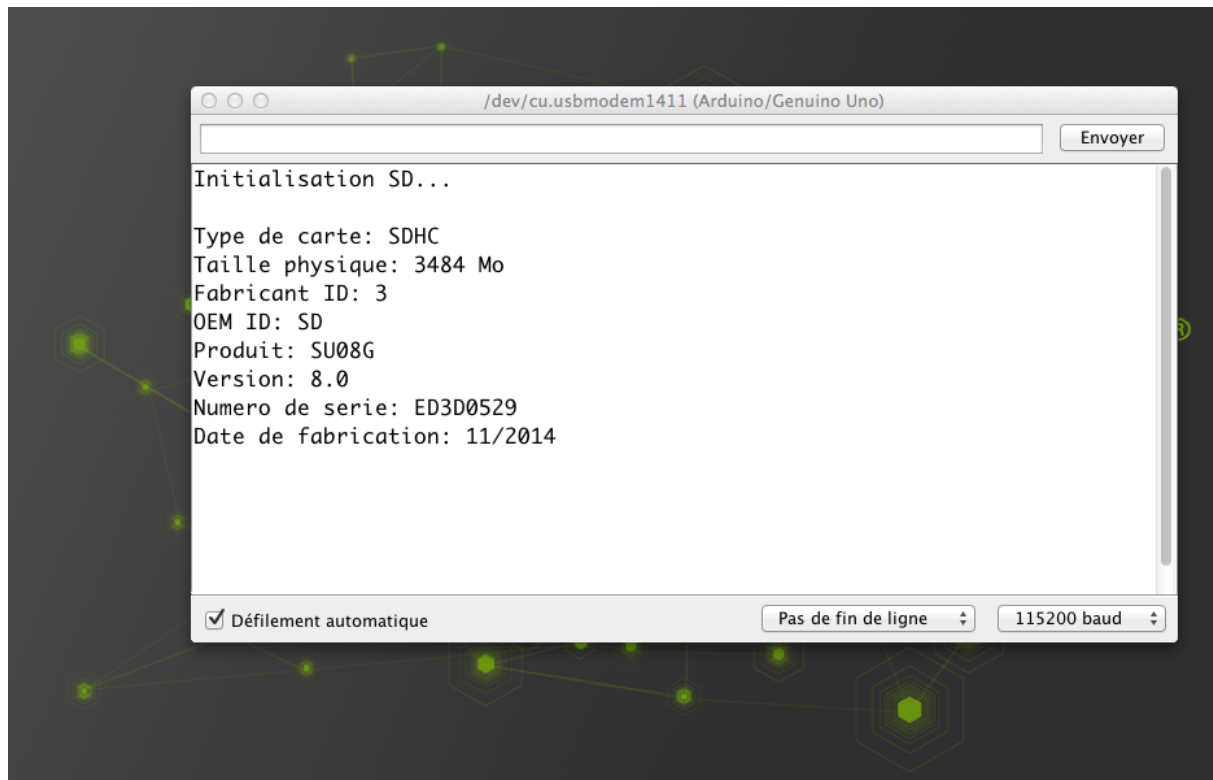 /dev/cu.usbmodem1411 (Arduino/Genuino Uno)
Envoyer
Initialisation SD...
Type de carte: SDHC
Taille physique: 3484 Mo
Fabricant ID: 3
OEM ID: SD
Produit: SU08G
Version: 8.0
Numero de serie: ED3D0529
Date de fabrication: 11/2014
®
Défilement automatique
Pas de fin de ligne
115200 baud